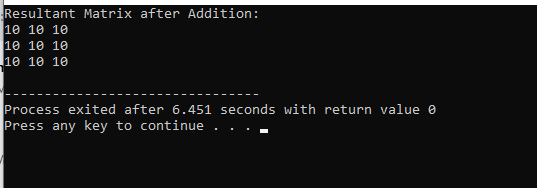 Resultant Matrix after Addition:
10 10 10
10 10 10
10 10 10
--------------------------------
Process exited after 6.451 seconds with return value 0
Press any key to continue . . .